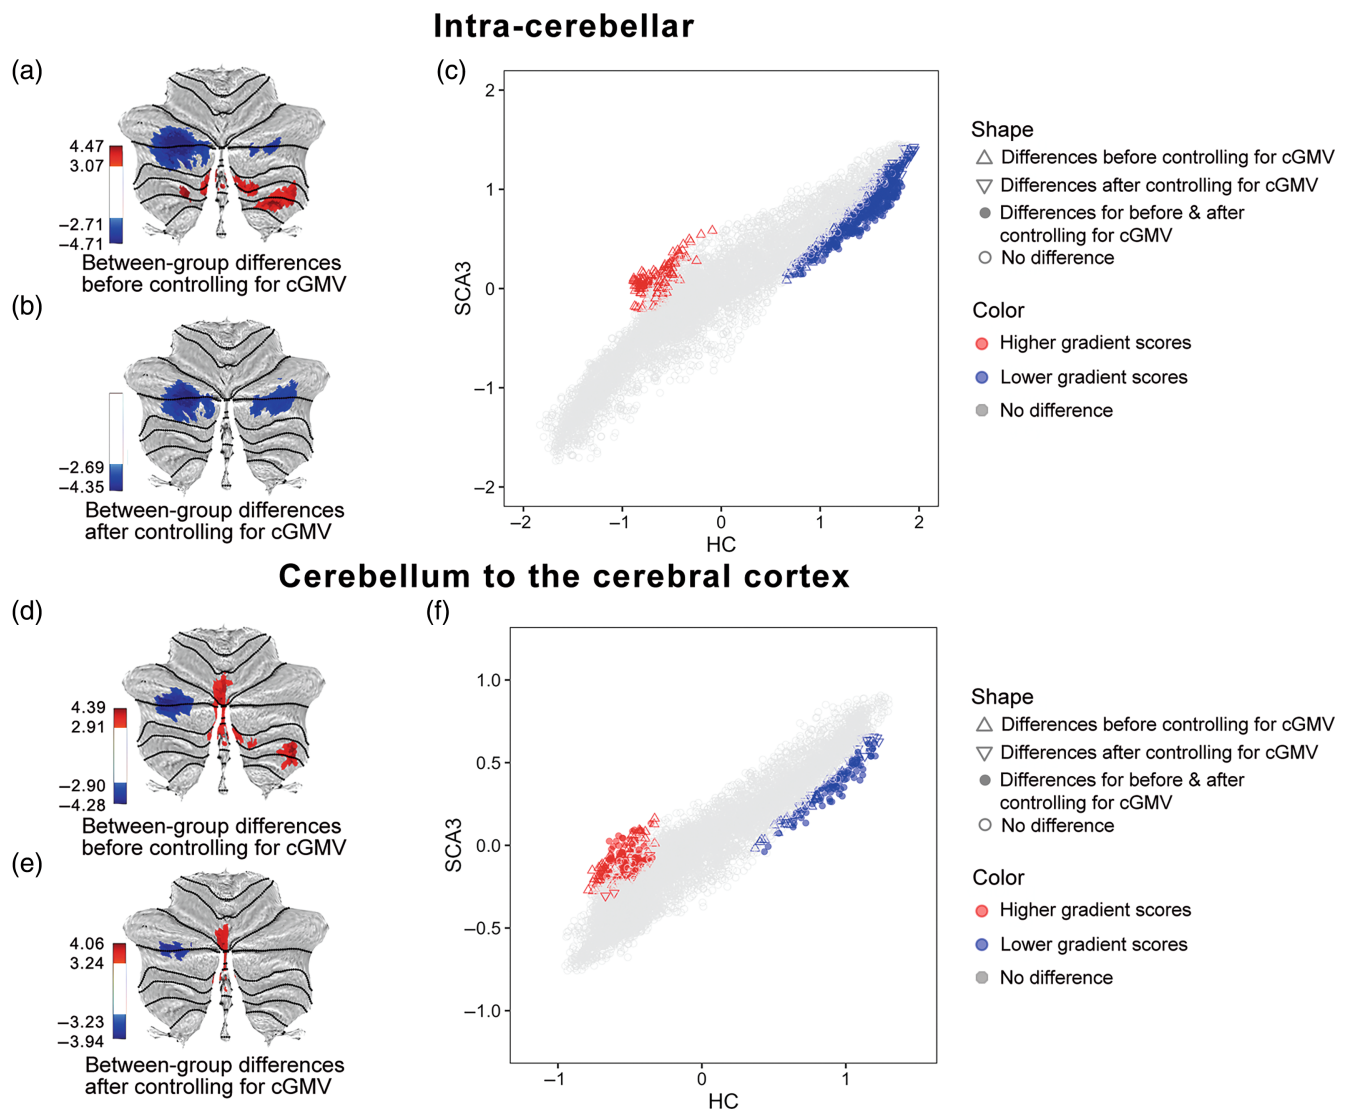 Intra-cerebellar
(a)
4.47
3.07
−2.71
−4.71
Between-group differences
before controlling for cGMV
(b)
−2.69
−4.35
Between-group differences
after controlling for cGMV
(c)
2
1
0
−1
−2
SCA3
−2
−1
0
1
2
HC
Shape
Differences before controlling for cGMV
Differences after controlling for cGMV
Differences for before & after
controlling for cGMV
No difference
Color
Higher gradient scores
Lower gradient scores
No difference
Cerebellum to the cerebral cortex
(d)
4.39
2.91
−2.90
−4.28
Between-group differences
before controlling for cGMV
(e)
4.06
3.24
−3.23
−3.94
Between-group differences
after controlling for cGMV
(f)
1.0
0.5
0.0
−0.5
−1.0
SCA3
−1
0
1
HC
Shape
Differences before controlling for cGMV
Differences after controlling for cGMV
Differences for before & after
controlling for cGMV
No difference
Color
Higher gradient scores
Lower gradient scores
No difference